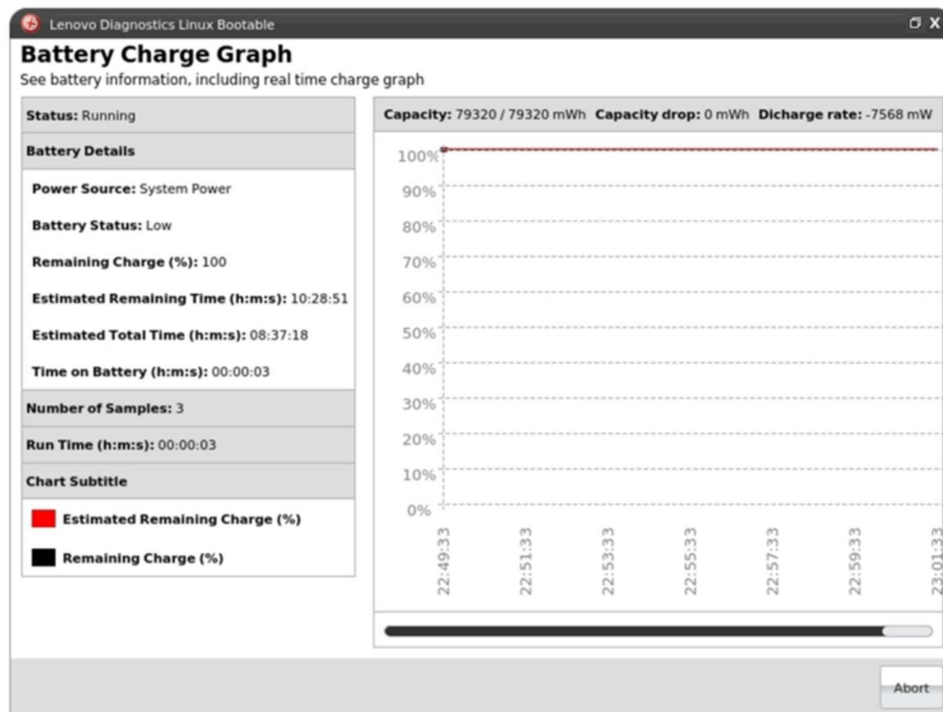 Lenovo Diagnostics Linux Bootable
Battery Charge Graph
See battery information, including real time charge graph
Status: Running
Battery Details
Power Source: System Power
Battery Status: Low
Remaining Charge (%): 100
Estimated Remaining Time (h:m:s): 10:28:51
Estimated Total Time (h:m:s): 08:37:18
Time on Battery (h:m:s): 00:00:03
Number of Samples: 3
Run Time (h:m:s): 00:00:03
Chart Subtitle
Estimated Remaining Charge (%)
Remaining Charge (%)
Capacity: 79320 / 79320 mWh Capacity drop: 0 mWh Dicharge rate: -7568 mW
100%
90%
80%
70%
60%
50%
40%
30%
20%
10%
0%
22:49:33
22:51:33
22:53:33
22:55:33
22:57:33
22:59:33
23:01:33
Abort